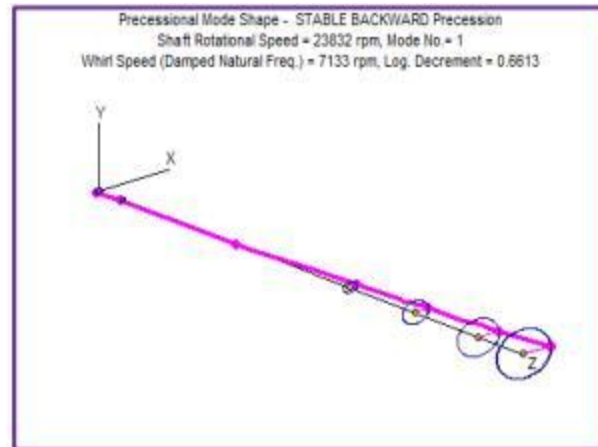 Precessional Mode Shape - STABLE BACKWARD Precession
Shaft Rotational Speed = 23832 rpm, Mode No.= 1
Whirl Speed (Damped Natural Freq.) = 7133 rpm, Log. Decrement = 0.6613
Y
X
Z